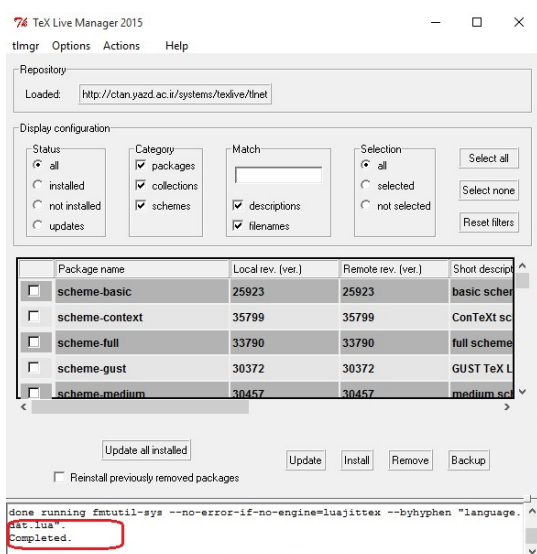 TeX Live Manager 2015
tlmgr Options Actions Help
Repository
Loaded: http://ctan.yazd.ac.ir/systems/texlive/tlnet
Display configuration
Status Category Match Selection
all packages all Select all
installed collections selected Select none
not installed schemes descriptions not selected
updates filenames Reset filters
Package name Local rev. (ver.) Remote rev. (ver.) Short descript
scheme-basic 25923 25923 basic schem
scheme-context 35799 35799 ConTeXt sc
scheme-full 33790 33790 full scheme
scheme-gust 30372 30372 GUST TeX L
scheme-medium 30457 30457 medium sch
Update all installed
Update Install Remove Backup
Reinstall previously removed packages
done running fmtutil-sys --no-error-if-no-engine=luajittex --byhyphen "language.
dat.lua".
Completed.